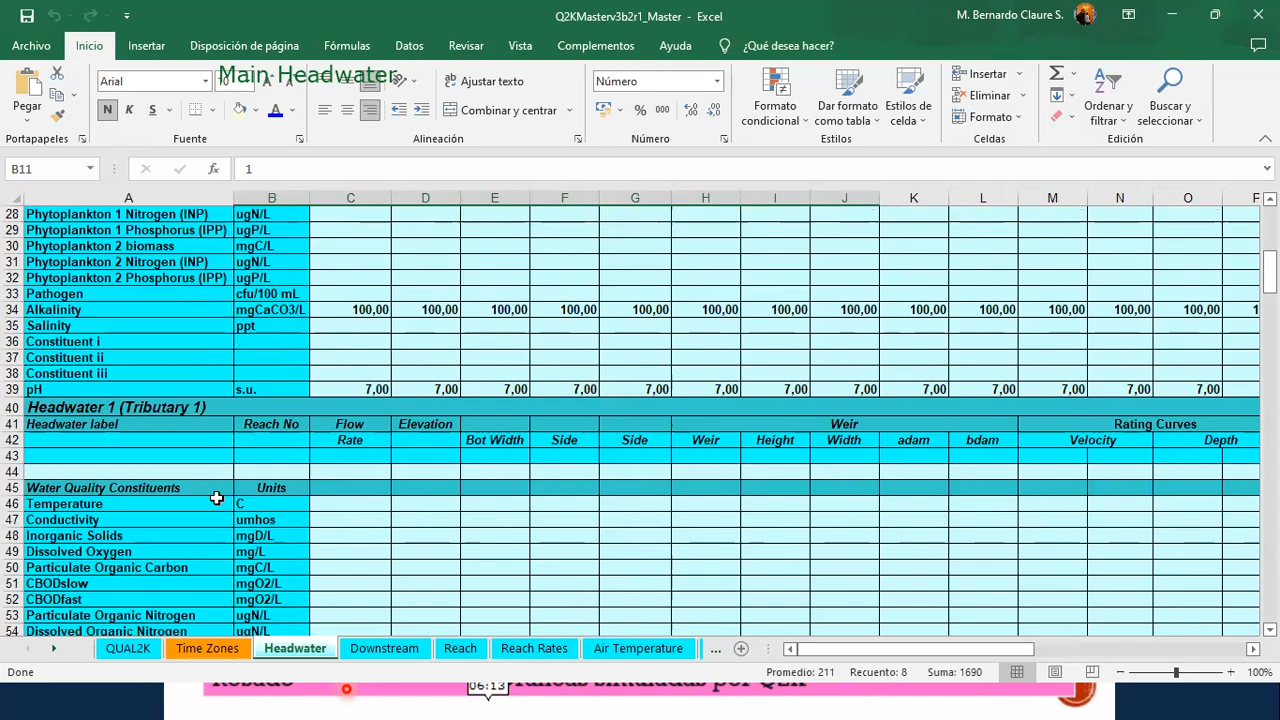 Q2KMasterv3b2r1_Master - Excel
M. Bernardo Claure S.
Archivo Inicio Insertar Disposición de página Fórmulas Datos Revisar Vista Complementos Ayuda ¿Qué desea hacer?
Main Headwater
Pegar
Arial
10
N K S
A
Ajustar texto
Combinar y centrar
Número
% 000
Formato condicional
Dar formato como tabla
Estilos de celda
Insertar
Eliminar
Formato
Ordenar y filtrar
Buscar y seleccionar
Portapapeles Fuente Alineación Número Estilos Celdas Edición
B11 fx 1
A B C D E F G H I J K L M N O F
28 Phytoplankton 1 Nitrogen (INP) ugN/L
29 Phytoplankton 1 Phosphorus (IPP) ugP/L
30 Phytoplankton 2 biomass mgC/L
31 Phytoplankton 2 Nitrogen (INP) ugN/L
32 Phytoplankton 2 Phosphorus (IPP) ugP/L
33 Pathogen cfu/100 mL
34 Alkalinity mgCaCO3/L 100,00 100,00 100,00 100,00 100,00 100,00 100,00 100,00 100,00 100,00 100,00 100,00 100,00 1
35 Salinity ppt
36 Constituent i
37 Constituent ii
38 Constituent iii
39 pH s.u. 7,00 7,00 7,00 7,00 7,00 7,00 7,00 7,00 7,00 7,00 7,00 7,00 7,00
40 Headwater 1 (Tributary 1)
41 Headwater label Reach No Flow Elevation Weir Rating Curves
42 Rate Bot Width Side Side Weir Height Width adam bdam Velocity Depth
43
44
45 Water Quality Constituents Units
46 Temperature C
47 Conductivity umhos
48 Inorganic Solids mgD/L
49 Dissolved Oxygen mg/L
50 Particulate Organic Carbon mgC/L
51 CBODslow mgO2/L
52 CBODfast mgO2/L
53 Particulate Organic Nitrogen ugN/L
54 Dissolved Organic Nitrogen ugN/L
QUAL2K Time Zones Headwater Downstream Reach Reach Rates Air Temperature ...
Done Promedio: 211 Recuento: 8 Suma: 1690 100%
Rosado
06:13
simuladas por Q2K